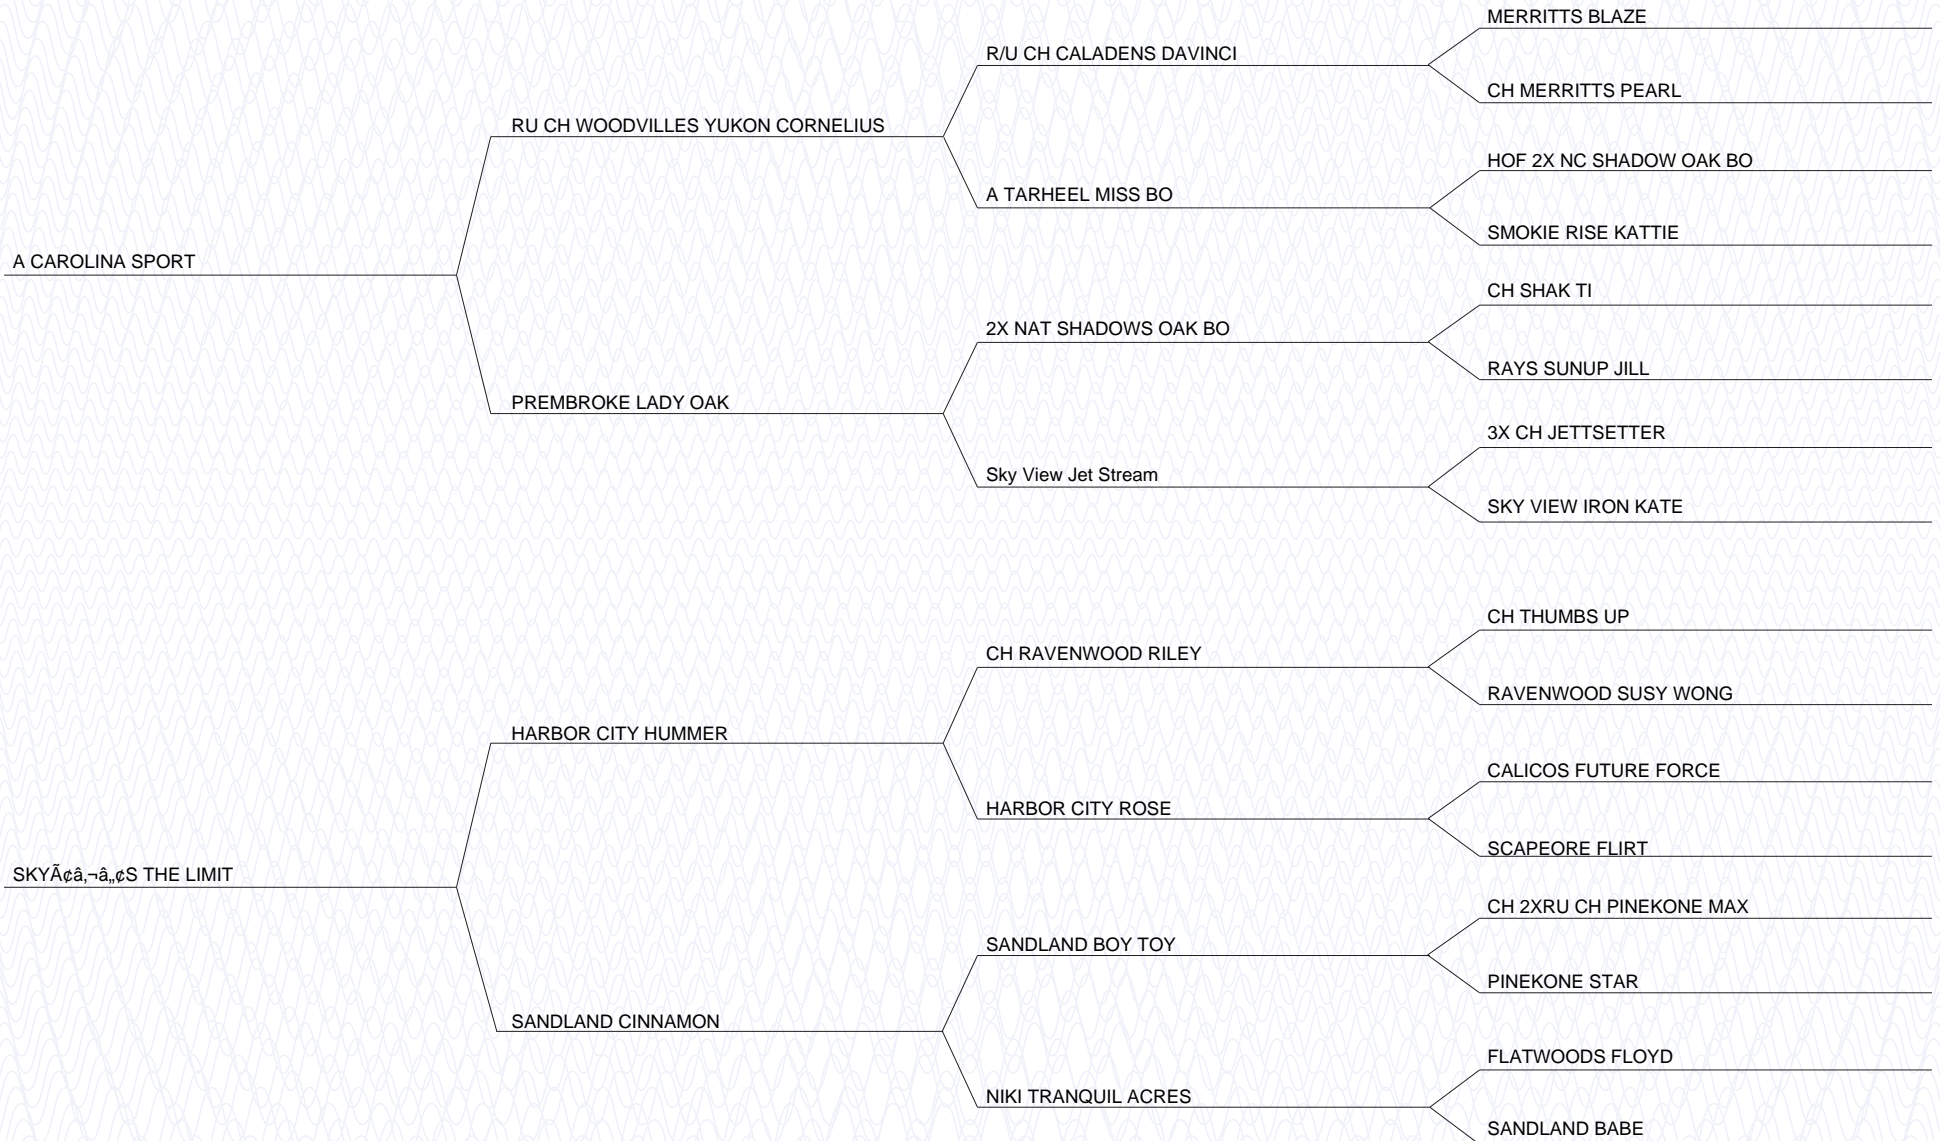 MERRITTS BLAZE
R/U CH CALADENS DAVINCI
CH MERRITTS PEARL
RU CH WOODVILLES YUKON CORNELIUS
HOF 2X NC SHADOW OAK BO
A TARHEEL MISS BO
SMOKIE RISE KATTIE
A CAROLINA SPORT
CH SHAK TI
2X NAT SHADOWS OAK BO
RAYS SUNUP JILL
PREMBROKE LADY OAK
3X CH JETTSETTER
Sky View Jet Stream
SKY VIEW IRON KATE
CH THUMBS UP
CH RAVENWOOD RILEY
RAVENWOOD SUSY WONG
HARBOR CITY HUMMER
CALICOS FUTURE FORCE
HARBOR CITY ROSE
SCAPEORE FLIRT
SKYÃ¢â‚¬â„¢S THE LIMIT
CH 2XRU CH PINEKONE MAX
SANDLAND BOY TOY
PINEKONE STAR
SANDLAND CINNAMON
FLATWOODS FLOYD
NIKI TRANQUIL ACRES
SANDLAND BABE